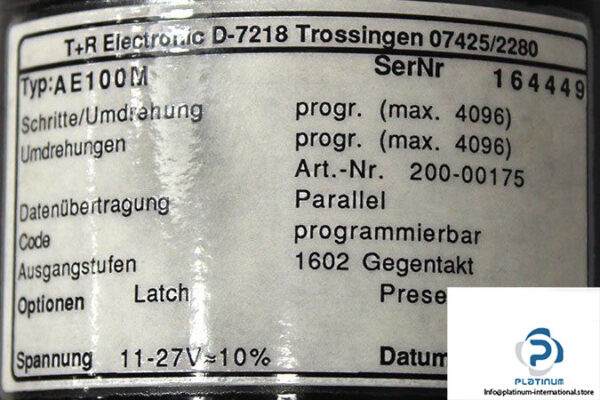 T+R Electronic D-7218 Trossingen 07425/2280
Typ: AE100M SerNr 164449
Schritte/Umdrehung progr. (max. 4096)
Umdrehungen progr. (max. 4096)
Art.-Nr. 200-00175
Datenübertragung Parallel
Code programmierbar
Ausgangstufen 1602 Gegentakt
Optionen Latch
Spannung 11-27V=10% Datum
PLATINUM
Info@platinum-international.store